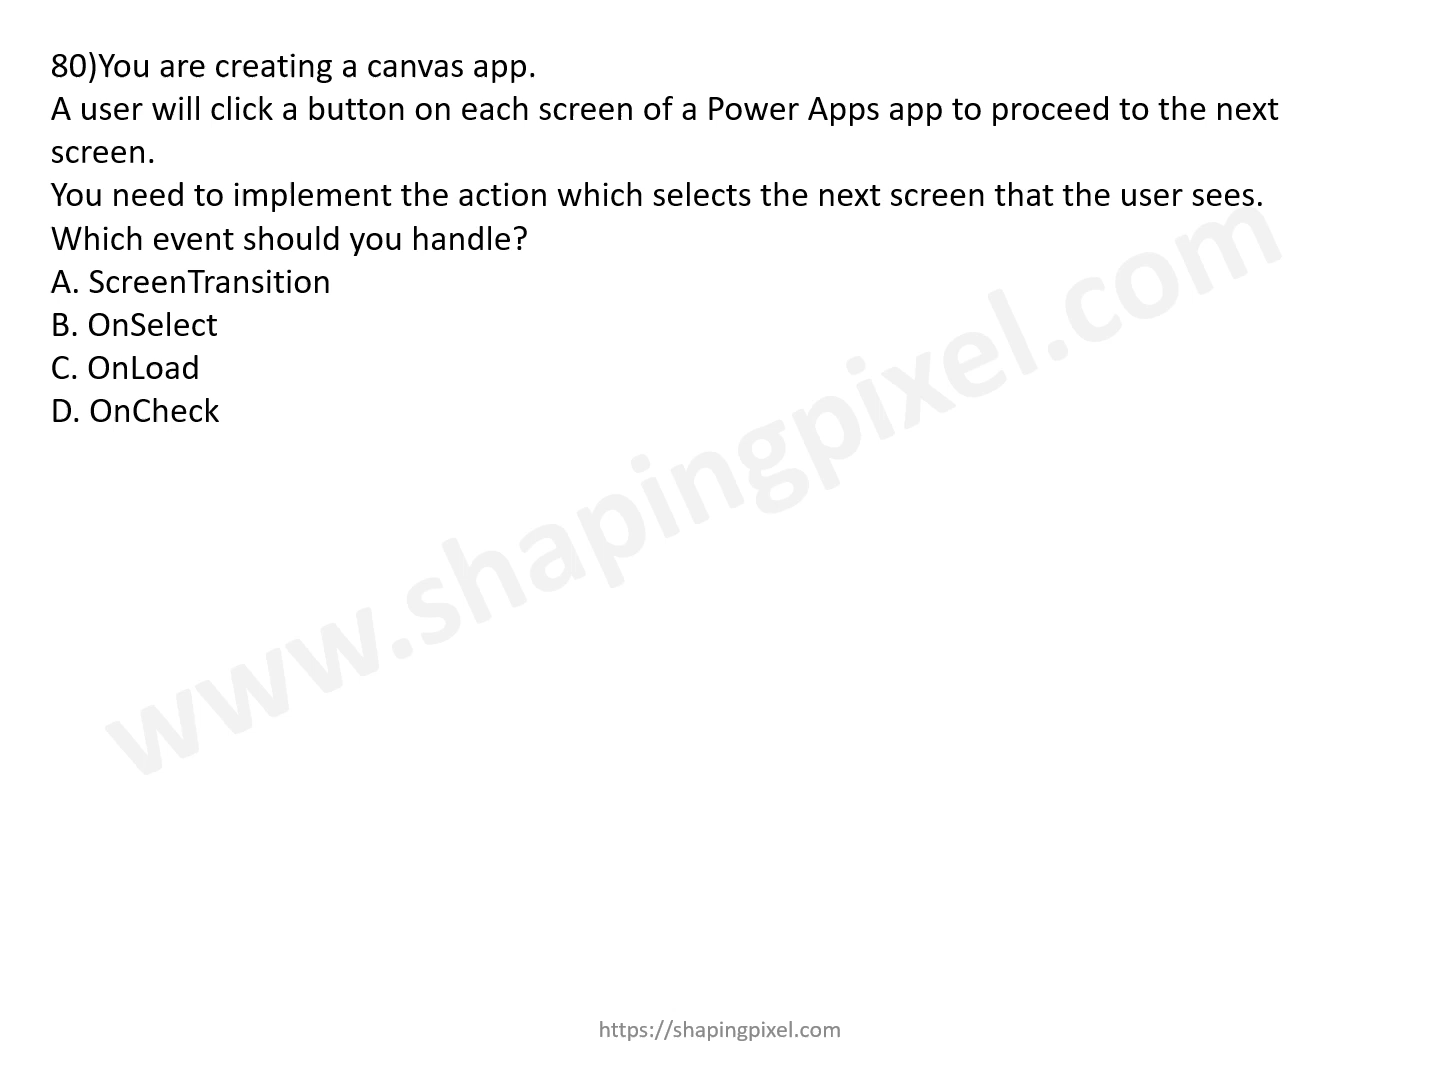 80)You are creating a canvas app.
A user will click a button on each screen of a Power Apps app to proceed to the next
screen.
You need to implement the action which selects the next screen that the user sees.
Which event should you handle?
A. ScreenTransition
B. OnSelect
C. OnLoad
D. OnCheck
www.shapingpixel.com
https://shapingpixel.com